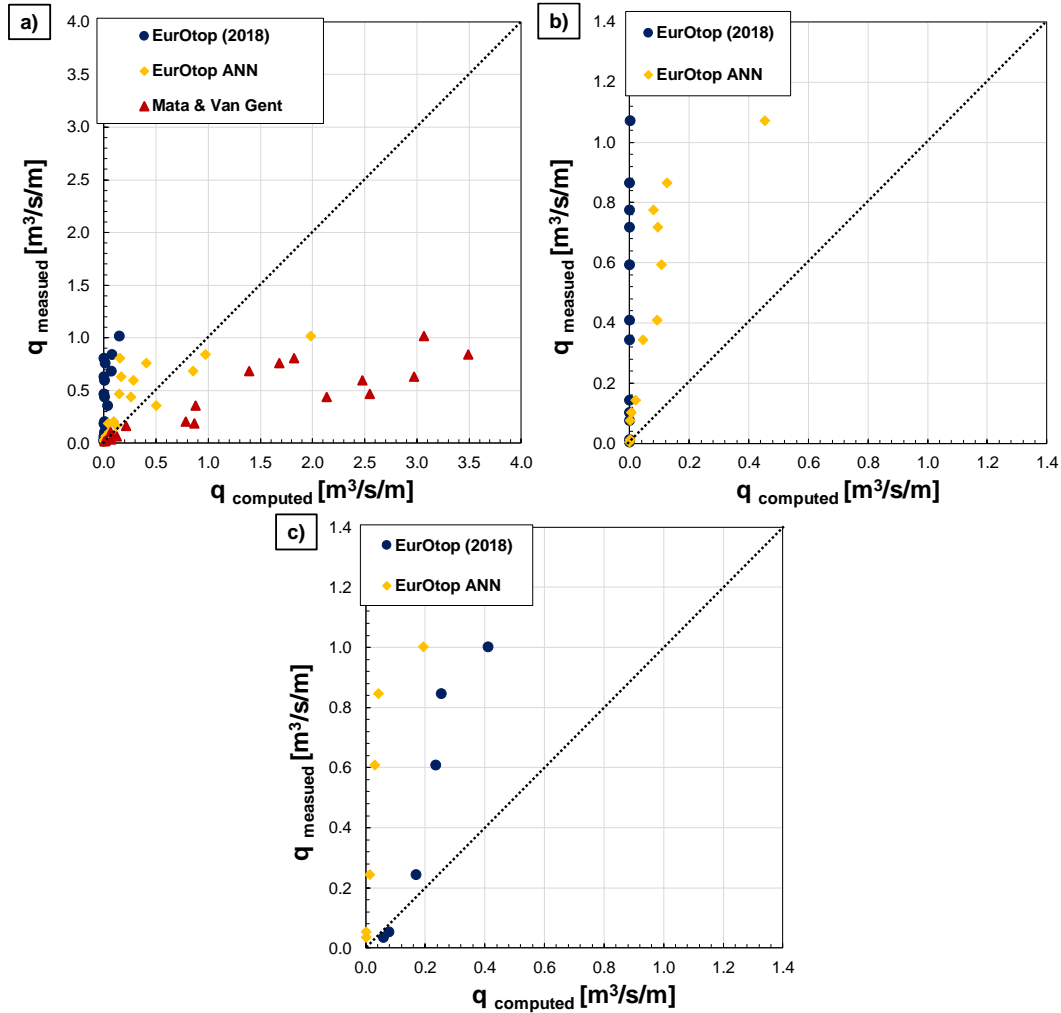 a)
EurOtop (2018)
EurOtop ANN
Mata & Van Gent
4.0
3.5
3.0
2.5
2.0
1.5
1.0
0.5
0.0
q measued [m³/s/m]
0.0 0.5 1.0 1.5 2.0 2.5 3.0 3.5 4.0
q computed [m³/s/m]
b)
EurOtop (2018)
EurOtop ANN
1.4
1.2
1.0
0.8
0.6
0.4
0.2
0.0
q measued [m³/s/m]
0.0 0.2 0.4 0.6 0.8 1.0 1.2 1.4
q computed [m³/s/m]
c)
EurOtop (2018)
EurOtop ANN
1.4
1.2
1.0
0.8
0.6
0.4
0.2
0.0
q measued [m³/s/m]
0.0 0.2 0.4 0.6 0.8 1.0 1.2 1.4
q computed [m³/s/m]